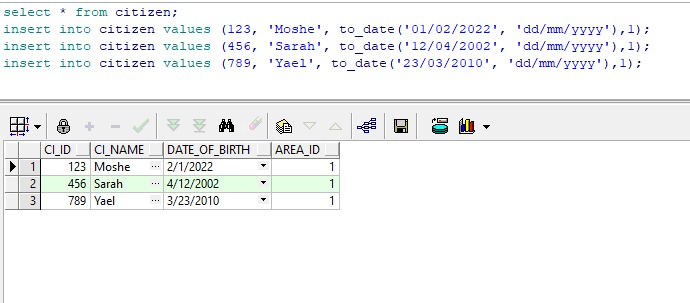 select * from citizen;
insert into citizen values (123, 'Moshe', to_date('01/02/2022', 'dd/mm/yyyy'),1);
insert into citizen values (456, 'Sarah', to_date('12/04/2002', 'dd/mm/yyyy'),1);
insert into citizen values (789, 'Yael', to_date('23/03/2010', 'dd/mm/yyyy'),1);
CI_ID CI_NAME DATE_OF_BIRTH AREA_ID
1 123 Moshe ... 2/1/2022 1
2 456 Sarah ... 4/12/2002 1
3 789 Yael ... 3/23/2010 1